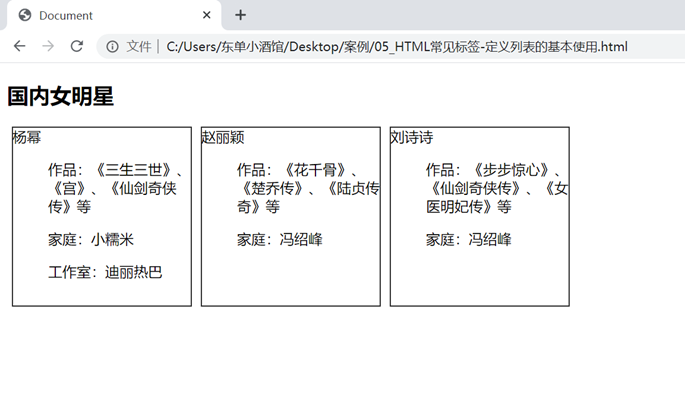 Document
文件 C:/Users/东单小酒馆/Desktop/案例/05_HTML常见标签-定义列表的基本使用.html
国内女明星
杨幂
作品：《三生三世》、
《宫》、《仙剑奇侠
传》等
家庭：小糯米
工作室：迪丽热巴
赵丽颖
作品：《花千骨》、
《楚乔传》、《陆贞传
奇》等
家庭：冯绍峰
刘诗诗
作品：《步步惊心》、
《仙剑奇侠传》、《女
医明妃传》等
家庭：冯绍峰